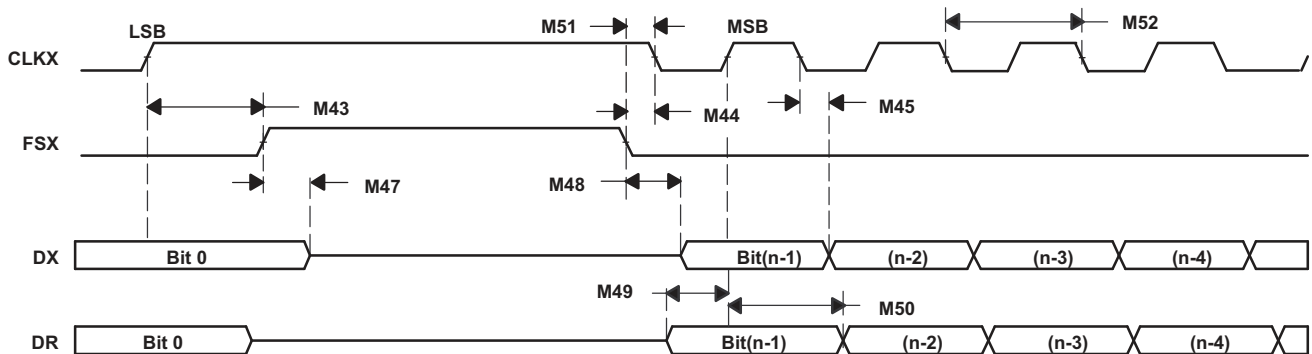 LSB M51 MSB M52
CLKX
M43 M44 M45
FSX
M47 M48
DX Bit 0 Bit(n-1) (n-2) (n-3) (n-4)
M49 M50
DR Bit 0 Bit(n-1) (n-2) (n-3) (n-4)